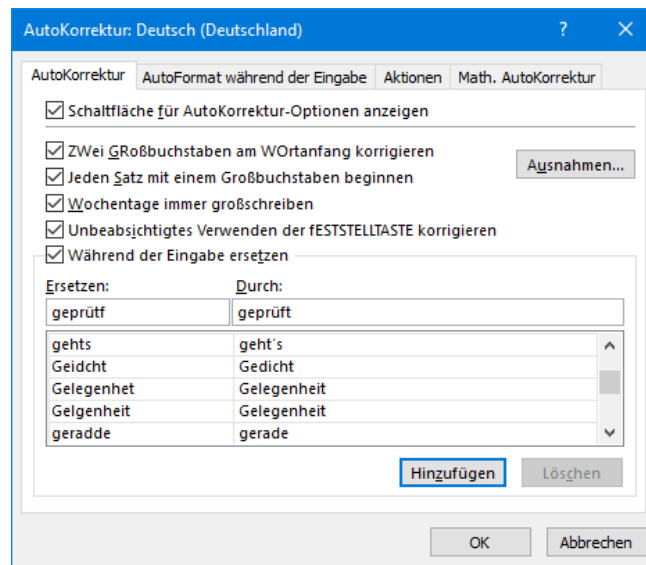 AutoKorrektur: Deutsch (Deutschland) ?
AutoKorrektur AutoFormat während der Eingabe Aktionen Math. AutoKorrektur
Schaltfläche für AutoKorrektur-Optionen anzeigen
ZWei GRoßbuchstaben am WOrtanfang korrigieren
Ausnahmen...
Jeden Satz mit einem Großbuchstaben beginnen
Wochentage immer großschreiben
Unbeabsichtigtes Verwenden der fESTSTELLTASTE korrigieren
Während der Eingabe ersetzen
Ersetzen: Durch:
geprütf geprüft
gehts geht's
Geidcht Gedicht
Gelegenhet Gelegenheit
Gelgenheit Gelegenheit
geradde gerade
Hinzufügen Löschen
OK Abbrechen